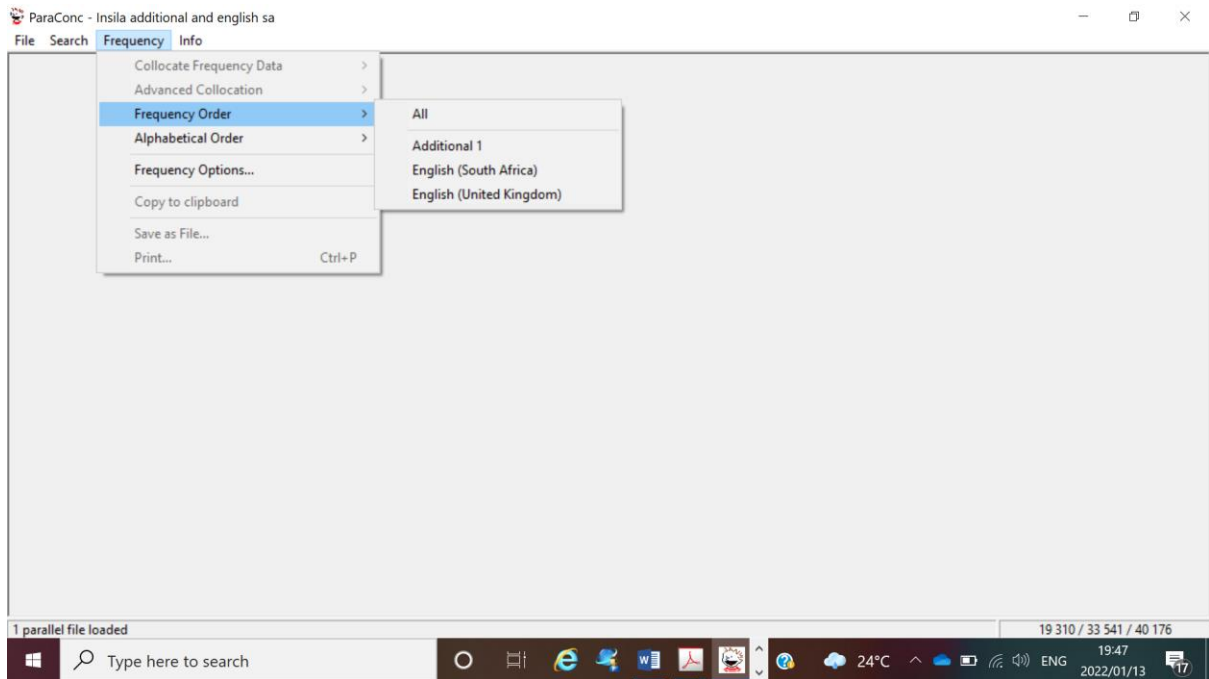 ParaConc - Insila additional and english sa
File Search Frequency Info
Collocate Frequency Data >
Advanced Collocation >
Frequency Order >
Alphabetical Order >
Frequency Options...
Copy to clipboard
Save as File...
Print... Ctrl+P
All
Additional 1
English (South Africa)
English (United Kingdom)
1 parallel file loaded 19 310 / 33 541 / 40 176
Type here to search 24°C ENG 19:47
2022/01/13 17